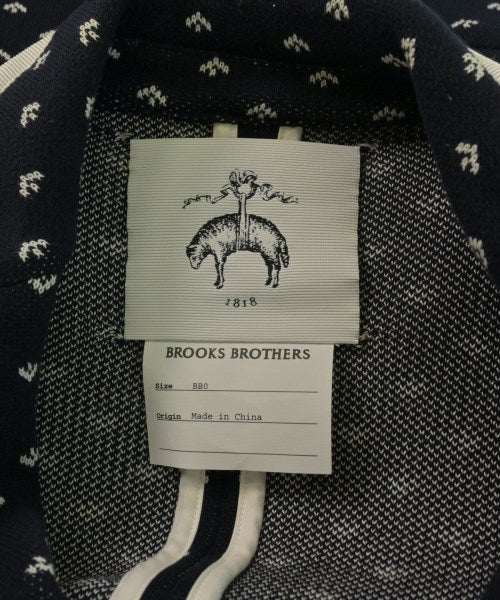 1818
BROOKS BROTHERS
Size BB0
Origin Made in China